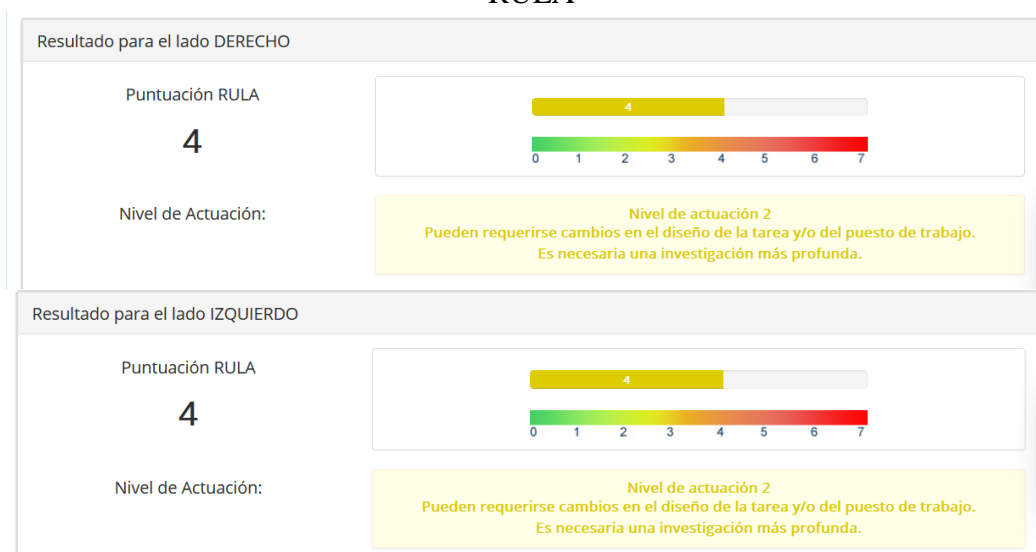 RULA
Resultado para el lado DERECHO
Puntuación RULA
4
4
0 1 2 3 4 5 6 7
Nivel de Actuación:
Nivel de actuación 2
Pueden requerirse cambios en el diseño de la tarea y/o del puesto de trabajo.
Es necesaria una investigación más profunda.
Resultado para el lado IZQUIERDO
Puntuación RULA
4
4
0 1 2 3 4 5 6 7
Nivel de Actuación:
Nivel de actuación 2
Pueden requerirse cambios en el diseño de la tarea y/o del puesto de trabajo.
Es necesaria una investigación más profunda.